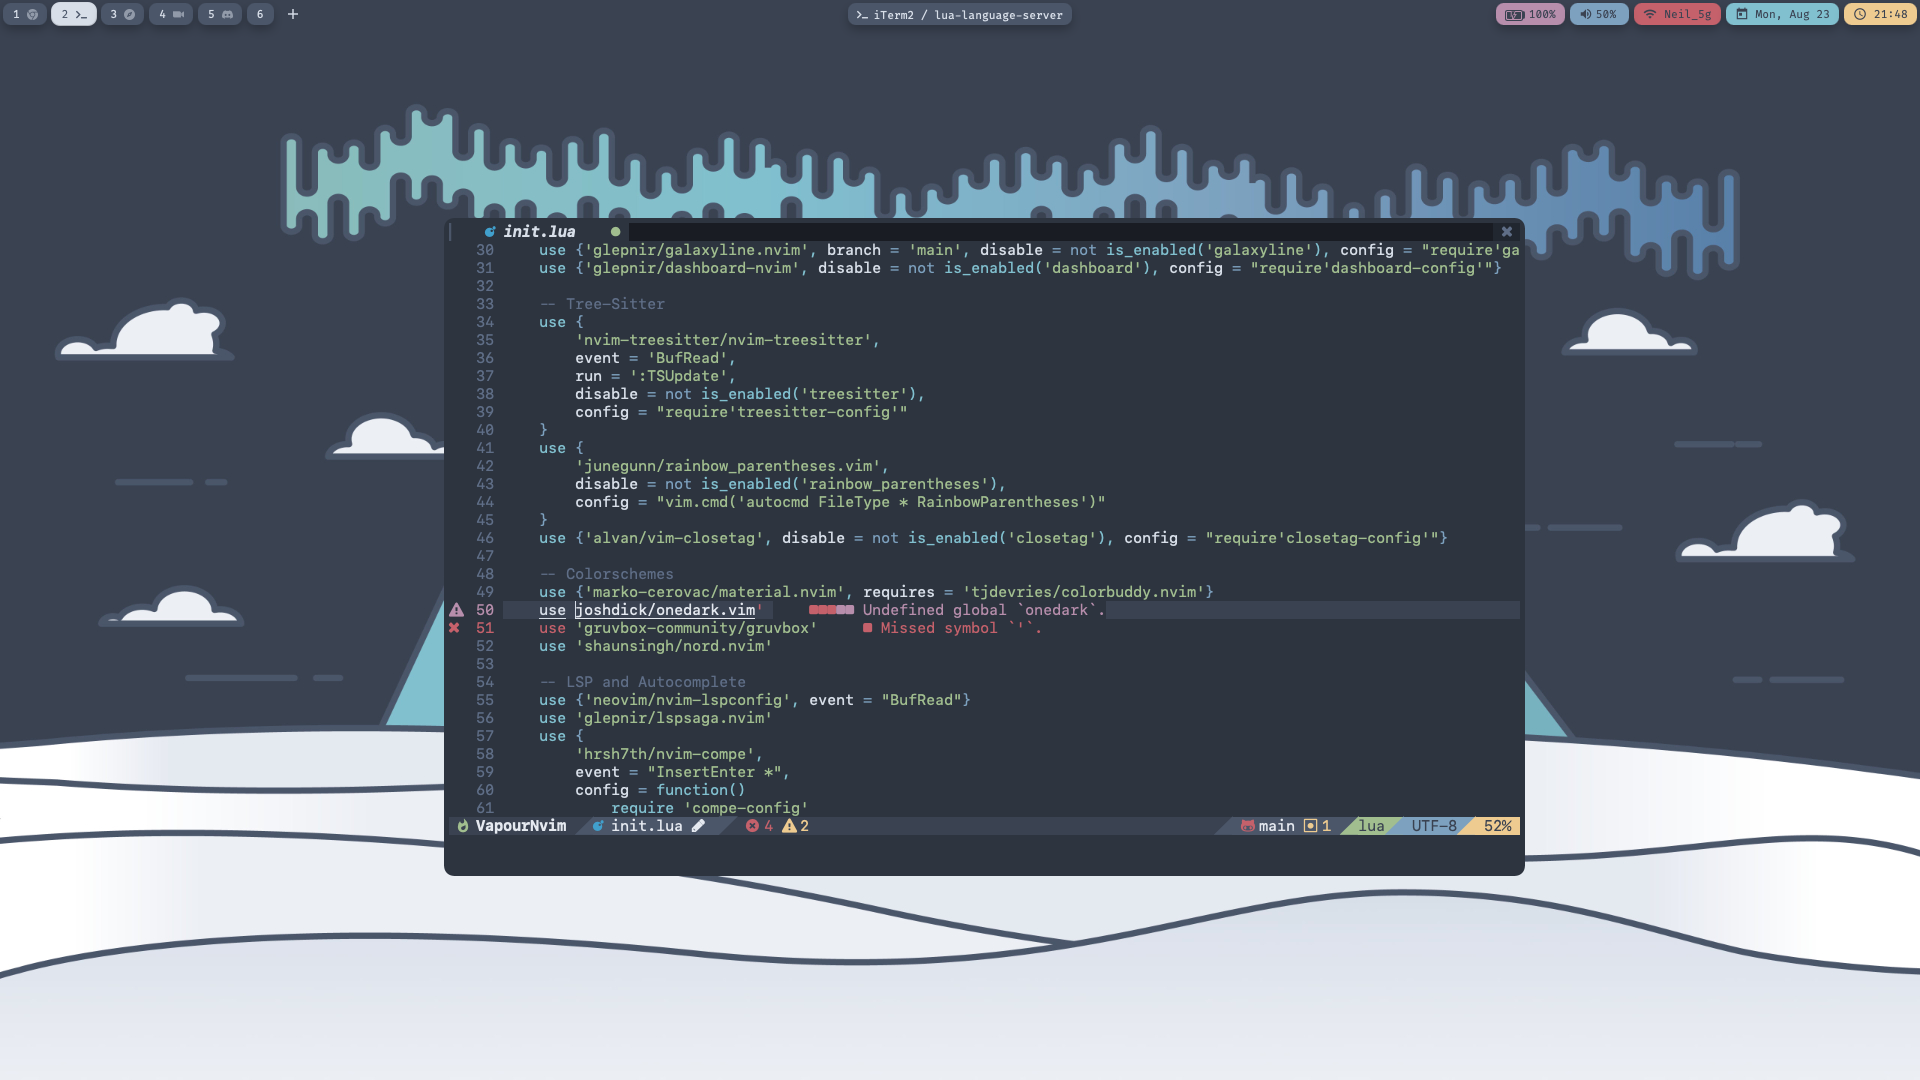 1 2 3 4 5 6 +
iTerm2 / lua-language-server
100% 50% Neil_5g Mon, Aug 23 21:48
init.lua
30 use {'glepnir/galaxyline.nvim', branch = 'main', disable = not is_enabled('galaxyline'), config = "require'ga
31 use {'glepnir/dashboard-nvim', disable = not is_enabled('dashboard'), config = "require'dashboard-config'"}
32
33 -- Tree-Sitter
34 use {
35 'nvim-treesitter/nvim-treesitter',
36 event = 'BufRead',
37 run = ':TSUpdate',
38 disable = not is_enabled('treesitter'),
39 config = "require'treesitter-config'"
40 }
41 use {
42 'junegunn/rainbow_parentheses.vim',
43 disable = not is_enabled('rainbow_parentheses'),
44 config = "vim.cmd('autocmd FileType * RainbowParentheses')"
45 }
46 use {'alvan/vim-closetag', disable = not is_enabled('closetag'), config = "require'closetag-config'"}
47
48 -- Colorschemes
49 use {'marko-cerovac/material.nvim', requires = 'tjdevries/colorbuddy.nvim'}
50 use joshdick/onedark.vim' Undefined global `onedark`.
51 use 'gruvbox-community/gruvbox' Missed symbol `'`.
52 use 'shaunsingh/nord.nvim'
53
54 -- LSP and Autocomplete
55 use {'neovim/nvim-lspconfig', event = "BufRead"}
56 use 'glepnir/lspsaga.nvim'
57 use {
58 'hrsh7th/nvim-compe',
59 event = "InsertEnter *",
60 config = function()
61 require 'compe-config'
VapourNvim init.lua 4 2 main 1 lua UTF-8 52%